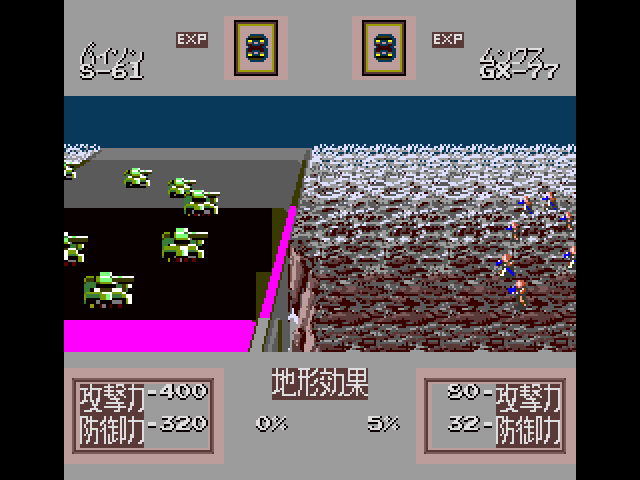 EXP EXP
バイソン ムンクス
S-61 GX-77
地形効果
攻撃力-400 80-攻撃力
防御力-320 0% 5% 32-防御力